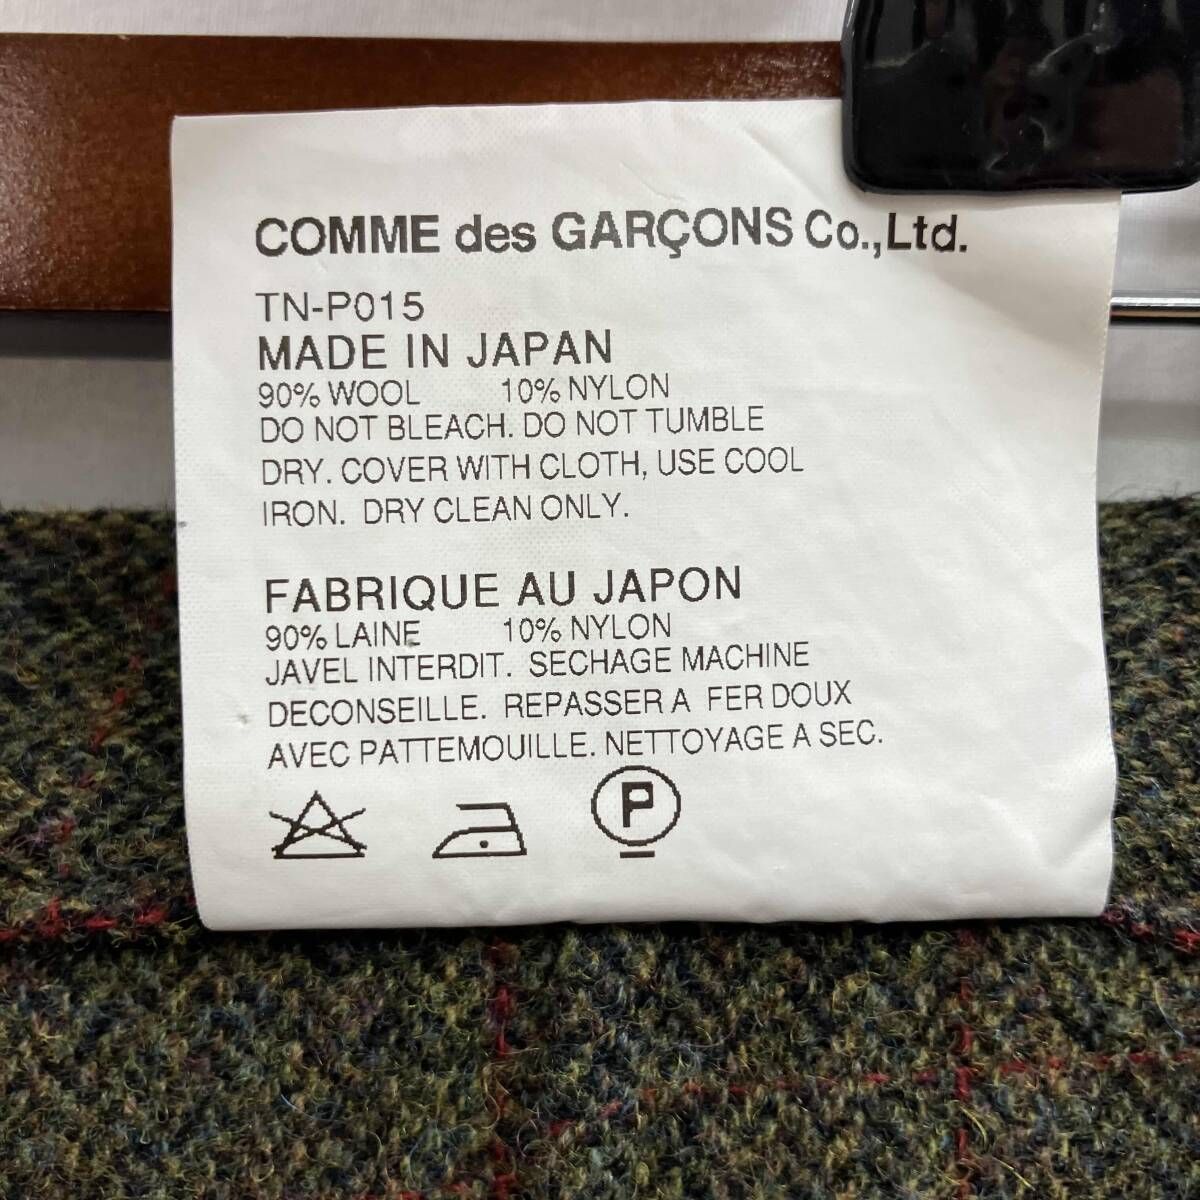 COMME des GARÇONS Co.,Ltd.
TN-P015
MADE IN JAPAN
90% WOOL 10% NYLON
DO NOT BLEACH. DO NOT TUMBLE
DRY. COVER WITH CLOTH, USE COOL
IRON. DRY CLEAN ONLY.
FABRIQUE AU JAPON
90% LAINE 10% NYLON
JAVEL INTERDIT. SECHAGE MACHINE
DECONSEILLE. REPASSER A FER DOUX
AVEC PATTEMOUILLE. NETTOYAGE A SEC.
P